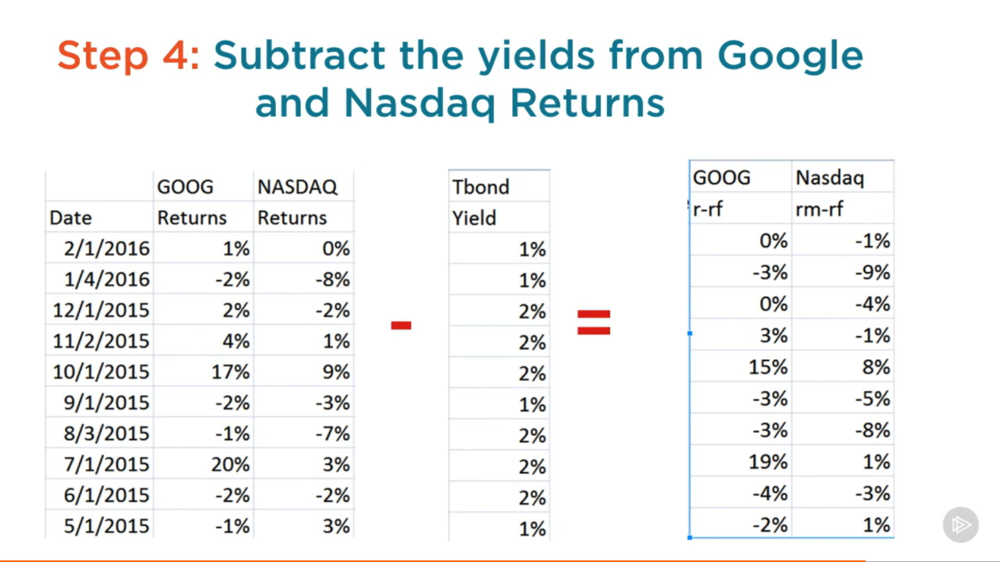 Step 4: Subtract the yields from Google
and Nasdaq Returns
GOOG NASDAQ
Date Returns Returns
2/1/2016 1% 0%
1/4/2016 -2% -8%
12/1/2015 2% -2%
11/2/2015 4% 1%
10/1/2015 17% 9%
9/1/2015 -2% -3%
8/3/2015 -1% -7%
7/1/2015 20% 3%
6/1/2015 -2% -2%
5/1/2015 -1% 3%
-
Tbond
Yield
1%
1%
2%
2%
2%
1%
2%
2%
2%
1%
=
GOOG Nasdaq
r-rf rm-rf
0% -1%
-3% -9%
0% -4%
3% -1%
15% 8%
-3% -5%
-3% -8%
19% 1%
-4% -3%
-2% 1%